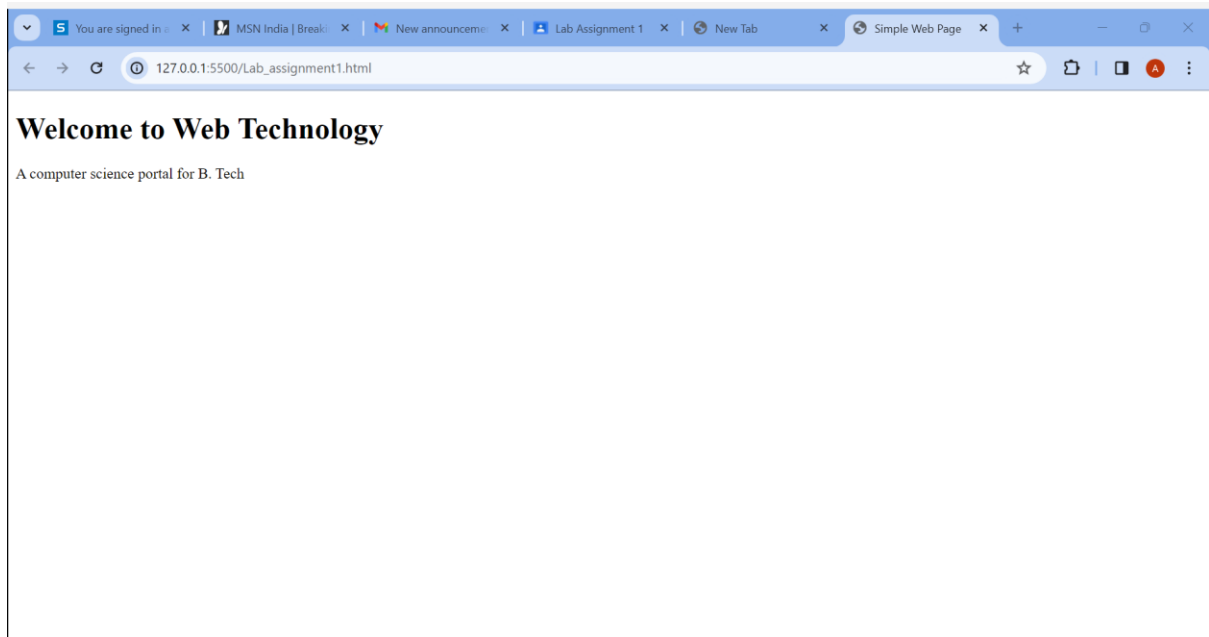 S You are signed in a
MSN India | Breaki
New announcemen
Lab Assignment 1
New Tab
Simple Web Page
127.0.0.1:5500/Lab_assignment1.html
A
Welcome to Web Technology
A computer science portal for B. Tech